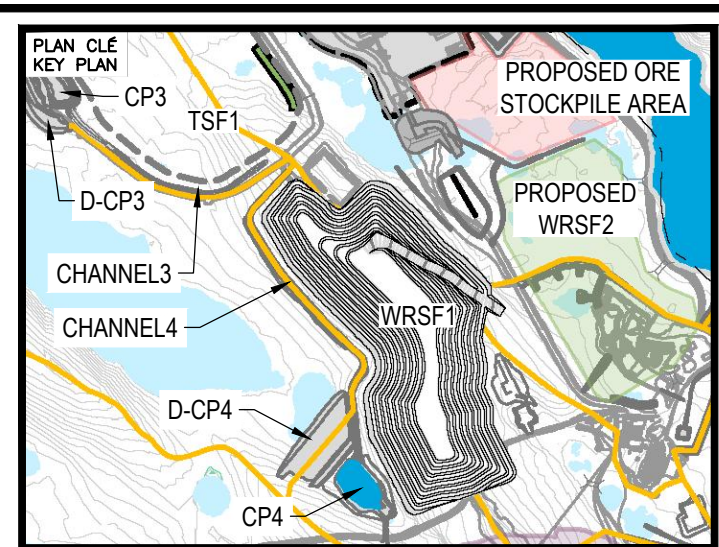 PLAN CLÉ
KEY PLAN
CP3
TSF1
PROPOSED ORE
STOCKPILE AREA
D-CP3
PROPOSED
WRSF2
CHANNEL3
CHANNEL4
WRSF1
D-CP4
CP4